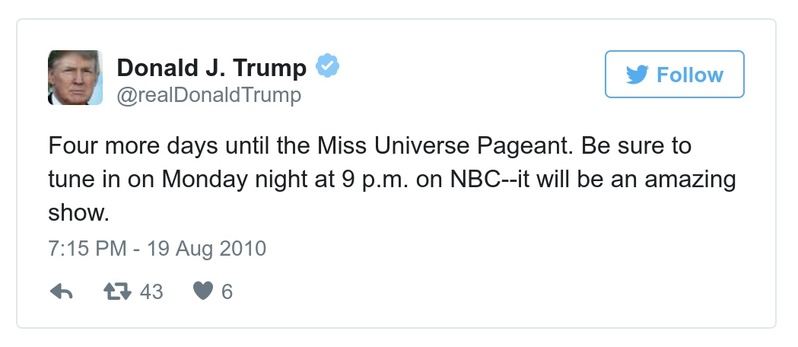 Donald J. Trump
@realDonaldTrump
Follow
Four more days until the Miss Universe Pageant. Be sure to
tune in on Monday night at 9 p.m. on NBC--it will be an amazing
show.
7:15 PM - 19 Aug 2010
43 6